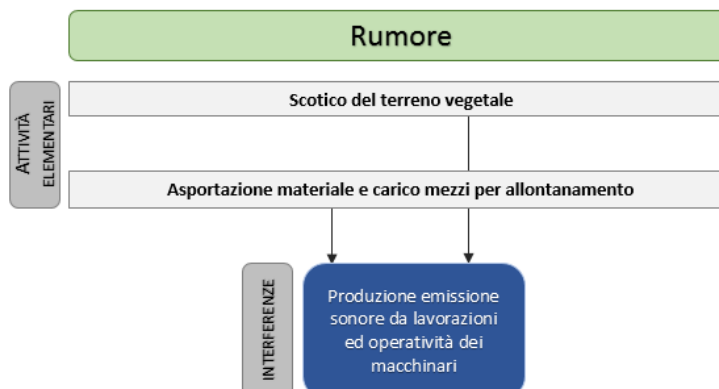 Rumore
ATTIVITÀ
ELEMENTARI
Scotico del terreno vegetale
Asportazione materiale e carico mezzi per allontanamento
INTERFERENZE
Produzione emissione
sonore da lavorazioni
ed operatività dei
macchinari